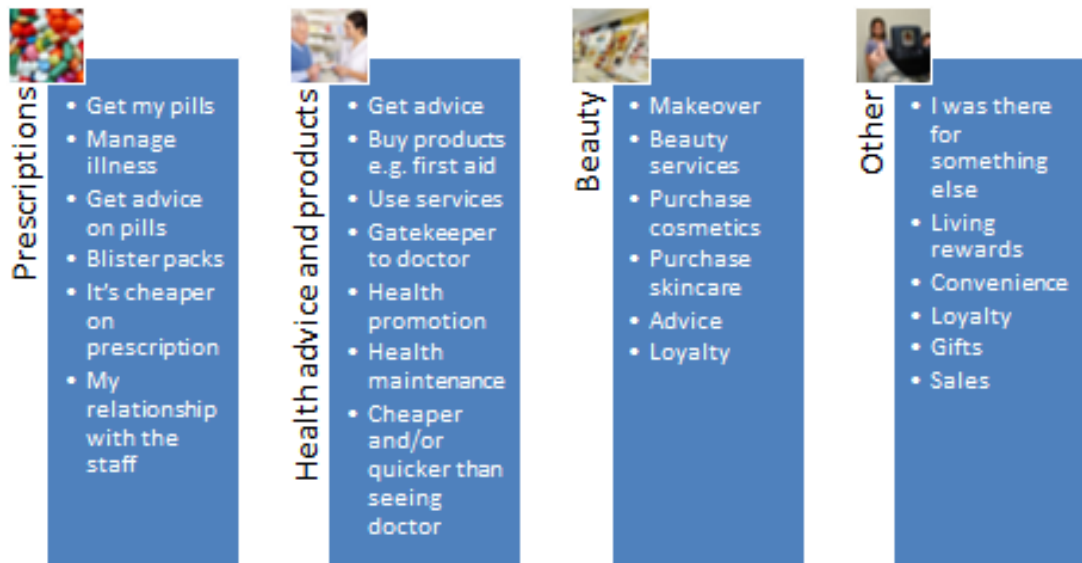 Prescriptions
• Get my pills
• Manage
illness
• Get advice
on pills
• Blister packs
• It's cheaper
on
prescription
• My
relationship
with the
staff
Health advice and products
• Get advice
• Buy products
e.g. first aid
• Use services
• Gatekeeper
to doctor
• Health
promotion
• Health
maintenance
• Cheaper
and/or
quicker than
seeing
doctor
Beauty
• Makeover
• Beauty
services
• Purchase
cosmetics
• Purchase
skincare
• Advice
• Loyalty
Other
• I was there
for
something
else
• Living
rewards
• Convenience
• Loyalty
• Gifts
• Sales